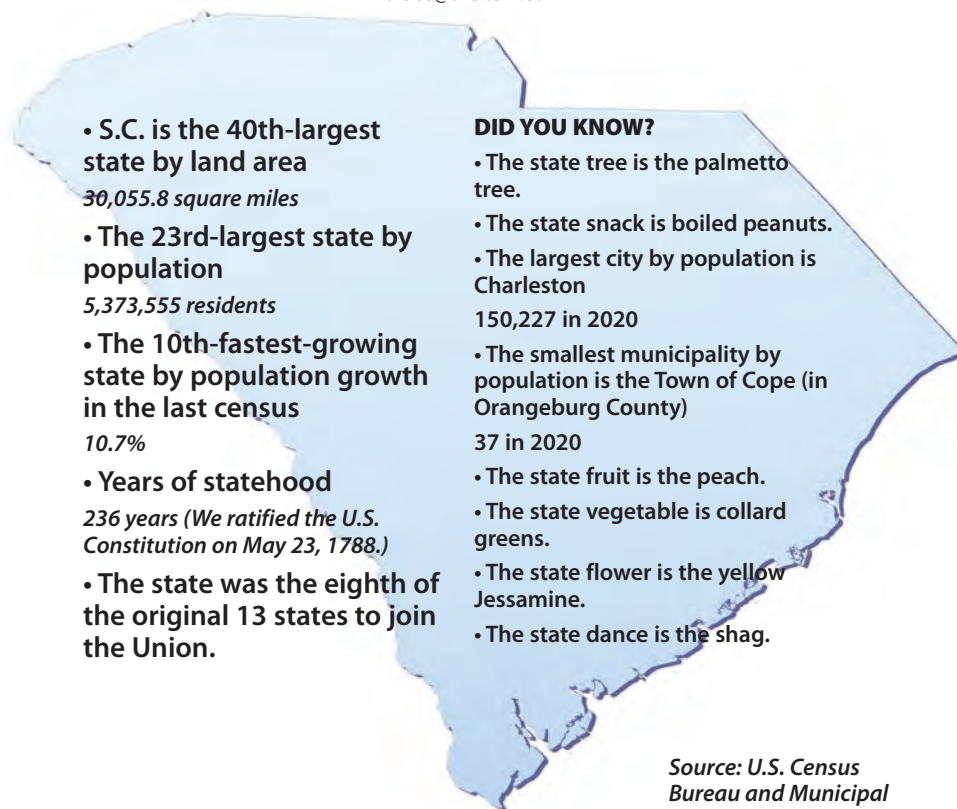 • S.C. is the 40th-largest
state by land area
30,055.8 square miles
• The 23rd-largest state by
population
5,373,555 residents
• The 10th-fastest-growing
state by population growth
in the last census
10.7%
• Years of statehood
236 years (We ratified the U.S.
Constitution on May 23, 1788.)
• The state was the eighth of
the original 13 states to join
the Union.
DID YOU KNOW?
• The state tree is the palmetto
tree.
• The state snack is boiled peanuts.
• The largest city by population is
Charleston
150,227 in 2020
• The smallest municipality by
population is the Town of Cope (in
Orangeburg County)
37 in 2020
• The state fruit is the peach.
• The state vegetable is collard
greens.
• The state flower is the yellow
Jessamine.
• The state dance is the shag.
Source: U.S. Census
Bureau and Municipal